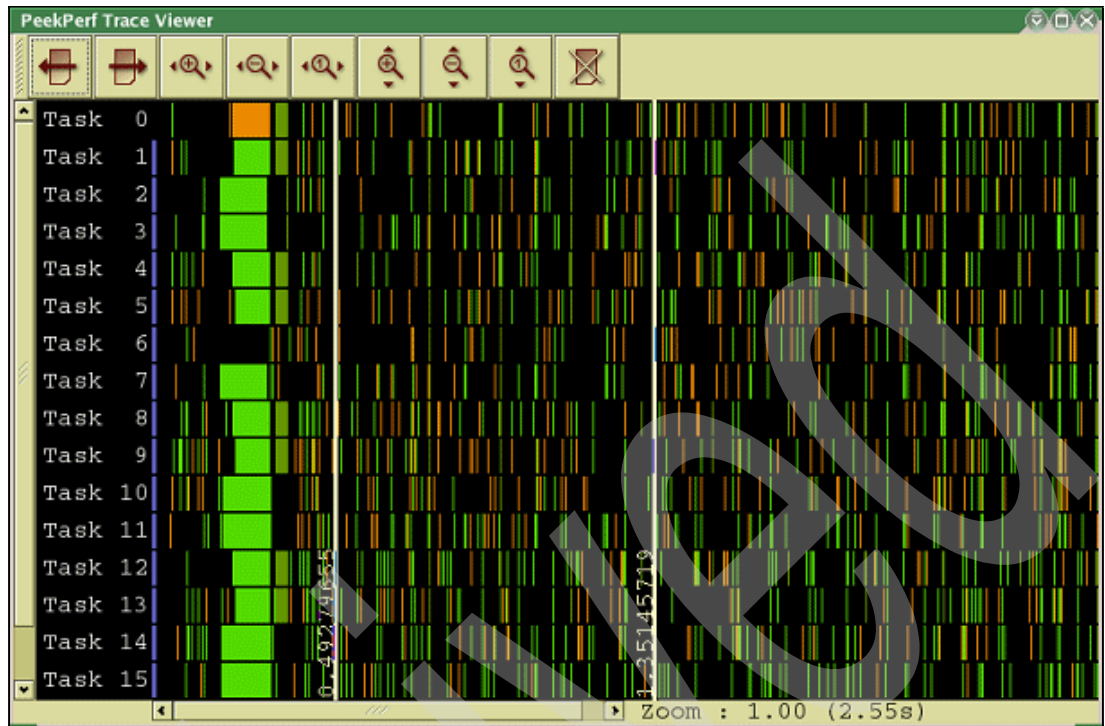 PeekPerf Trace Viewer
Task 0
Task 1
Task 2
Task 3
Task 4
Task 5
Task 6
Task 7
Task 8
Task 9
Task 10
Task 11
Task 12
Task 13
Task 14
Task 15
0.49279655
1.35145719
Zoom : 1.00 (2.55s)